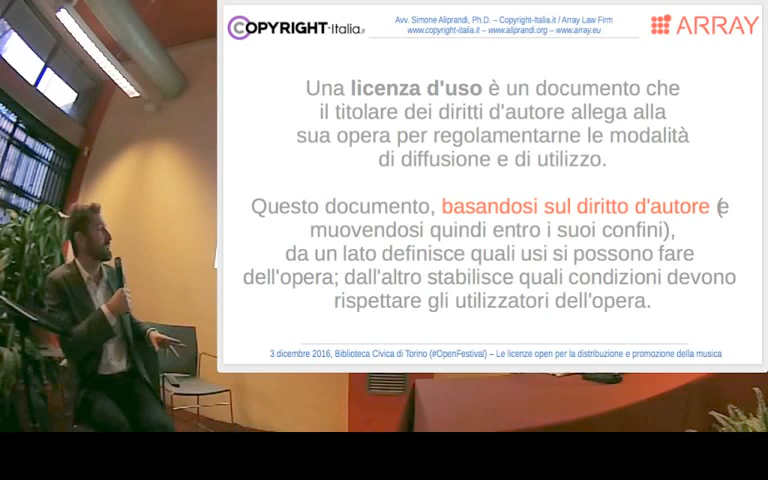 COPYRIGHT-Italia.it
Avv. Simone Aliprandi, Ph.D. – Copyright-Italia.it / Array Law Firm
www.copyright-italia.it – www.aliprandi.org – www.array.eu
ARRAY
Una licenza d'uso è un documento che
il titolare dei diritti d'autore allega alla
sua opera per regolamentarne le modalità
di diffusione e di utilizzo.
Questo documento, basandosi sul diritto d'autore (e
muovendosi quindi entro i suoi confini),
da un lato definisce quali usi si possono fare
dell'opera; dall'altro stabilisce quali condizioni devono
rispettare gli utilizzatori dell'opera.
3 dicembre 2016, Biblioteca Civica di Torino (#OpenFestival) – Le licenze open per la distribuzione e promozione della musica